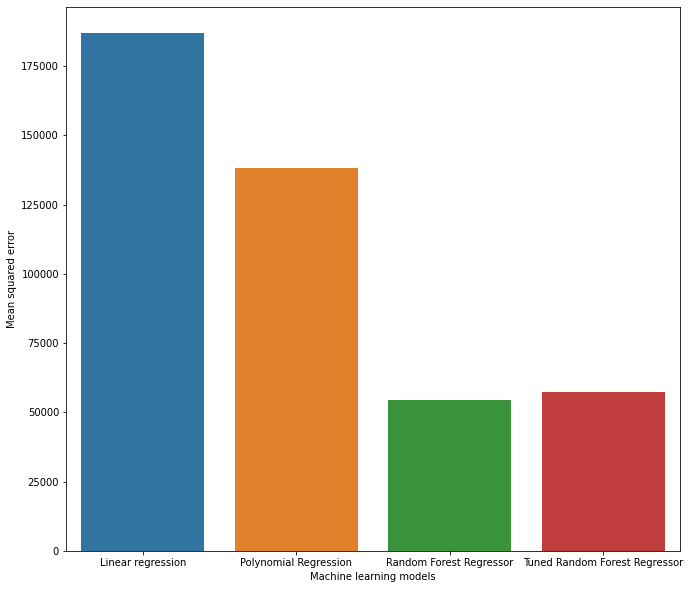 175000
150000
125000
100000
75000
50000
25000
0
Mean squared error
Linear regression
Polynomial Regression
Random Forest Regressor
Tuned Random Forest Regressor
Machine learning models